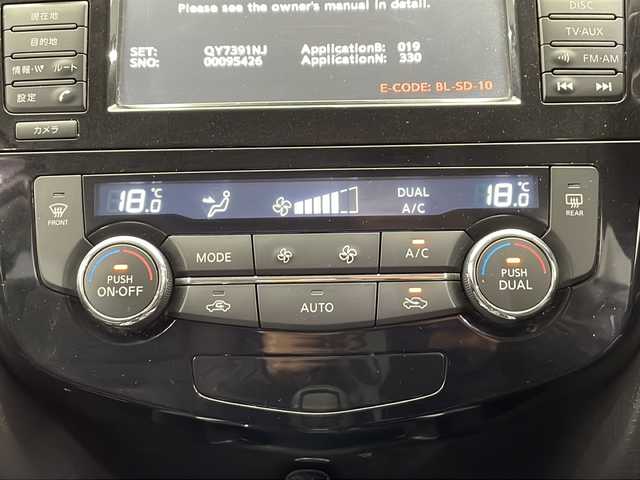 Please see the owner's manual in detail.
SET: QY7391NJ ApplicationB: 019
SNO: 00095426 ApplicationN: 330
E-CODE: BL-SD-10
現在地
目的地
情報・VI ルート
設定
カメラ
DISC
TV・AUX
FM・AM
18.0°C
DUAL
A/C
18.0°C
FRONT
REAR
PUSH
ON・OFF
MODE
A/C
AUTO
PUSH
DUAL